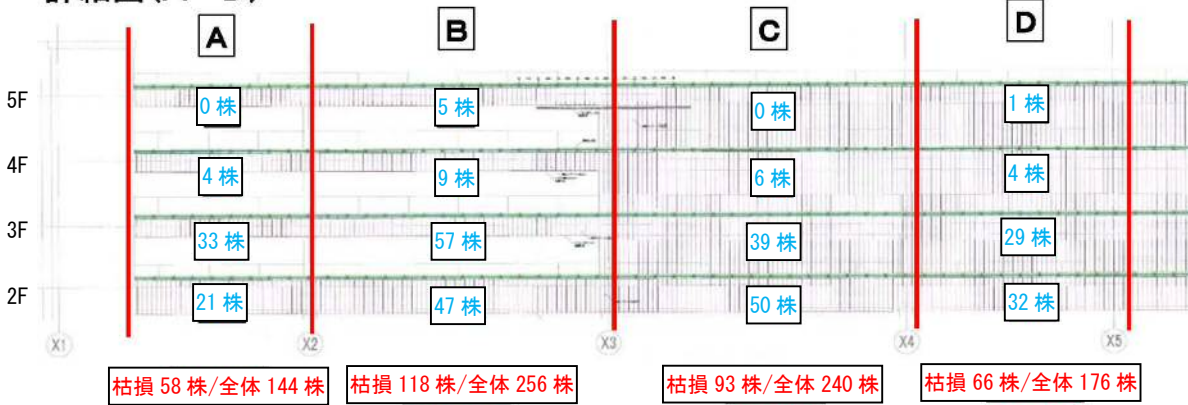 A B C D
5F 0 株 5 株 0 株 1 株
4F 4 株 9 株 6 株 4 株
3F 33 株 57 株 39 株 29 株
2F 21 株 47 株 50 株 32 株
X1 X2 X3 X4 X5
枯損 58 株/全体 144 株 枯損 118 株/全体 256 株 枯損 93 株/全体 240 株 枯損 66 株/全体 176 株